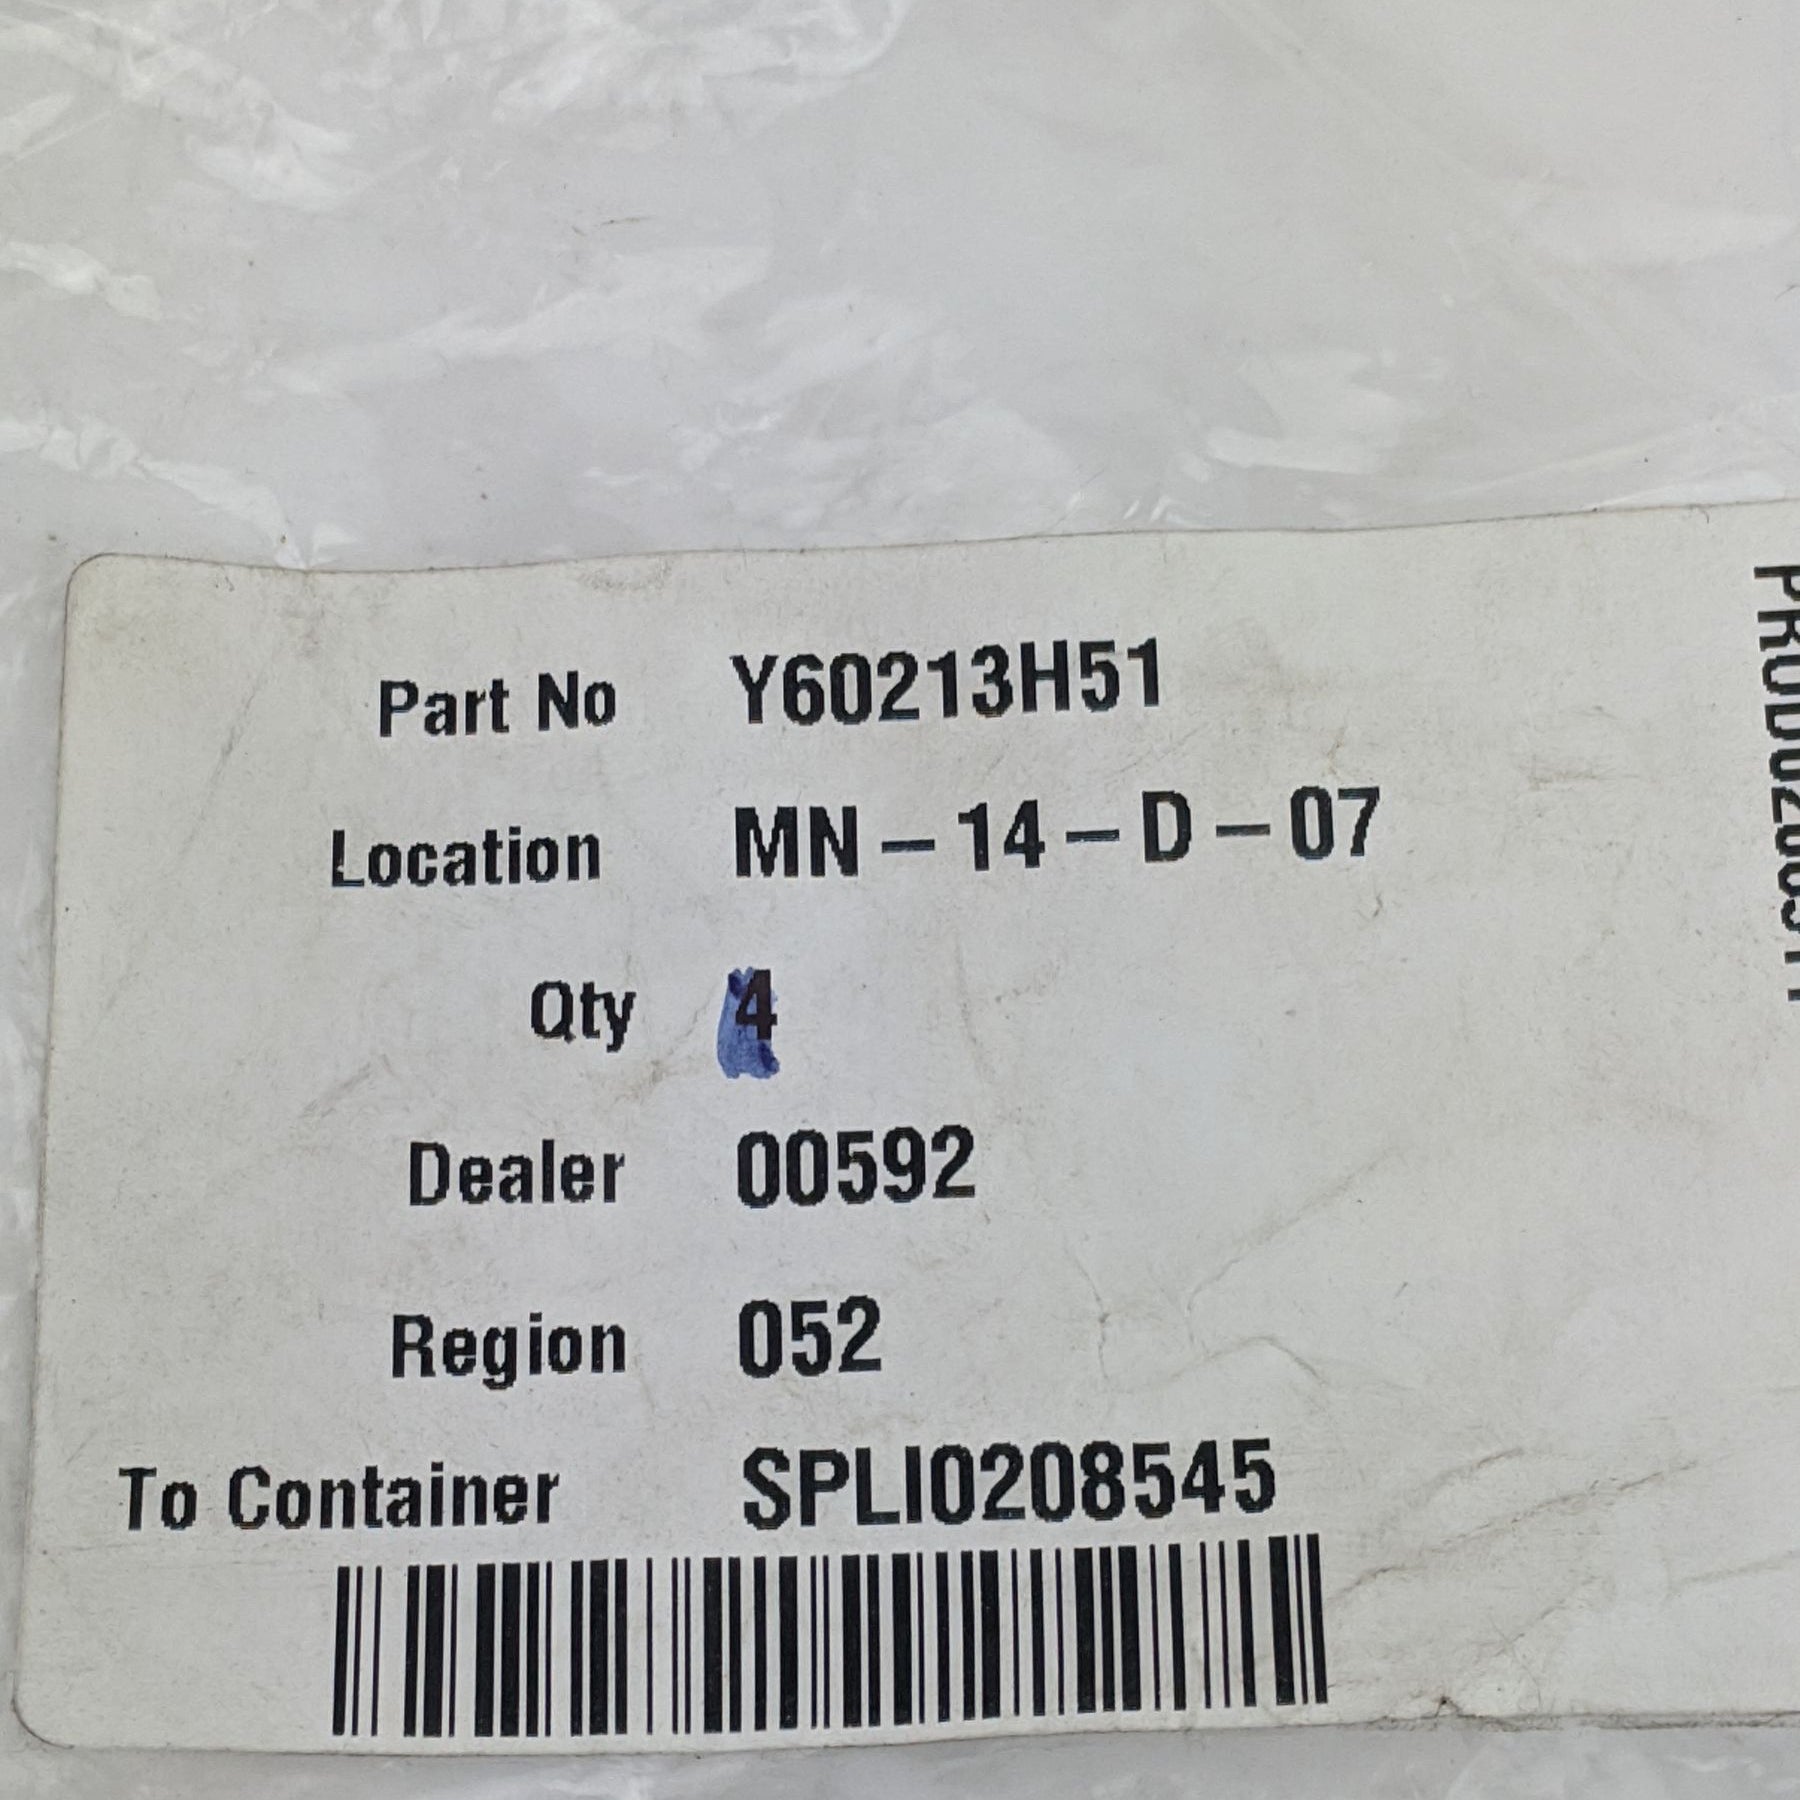 Part No Y60213H51
Location MN - 14 - D - 07
Qty 4
Dealer 00592
Region 052
To Container SPLI0208545